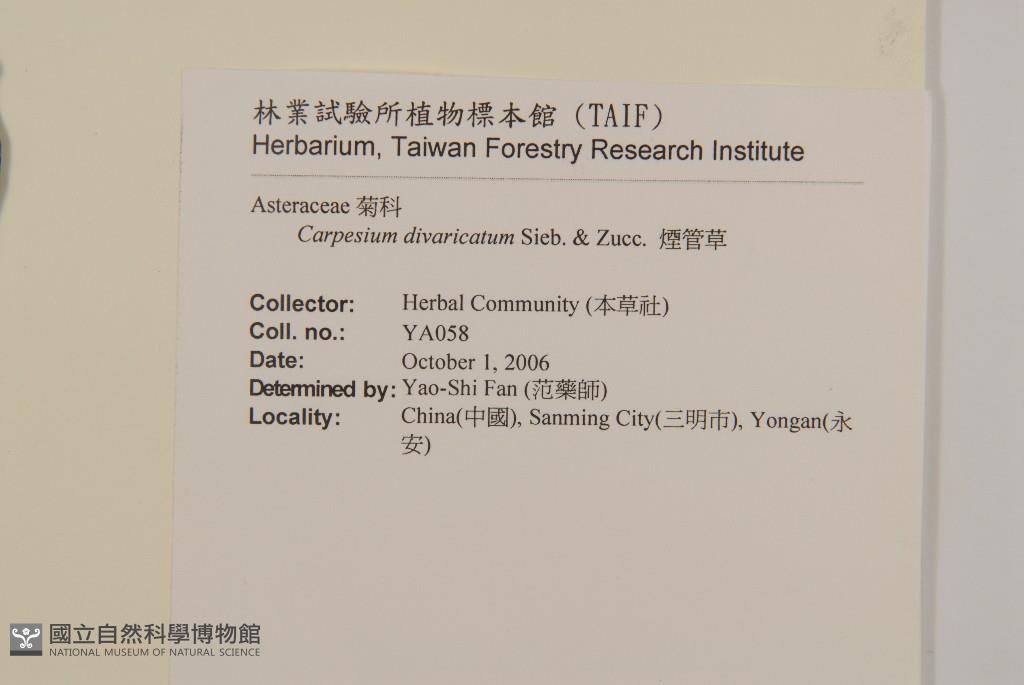 林業試驗所植物標本館 (TAIF)
Herbarium, Taiwan Forestry Research Institute
Asteraceae 菊科
Carpesium divaricatum Sieb. & Zucc. 煙管草
Collector: Herbal Community (本草社)
Coll. no.: YA058
Date: October 1, 2006
Determined by: Yao-Shi Fan (范藥師)
Locality: China(中國), Sanming City(三明市), Yongan(永
安)
國立自然科學博物館
NATIONAL MUSEUM OF NATURAL SCIENCE